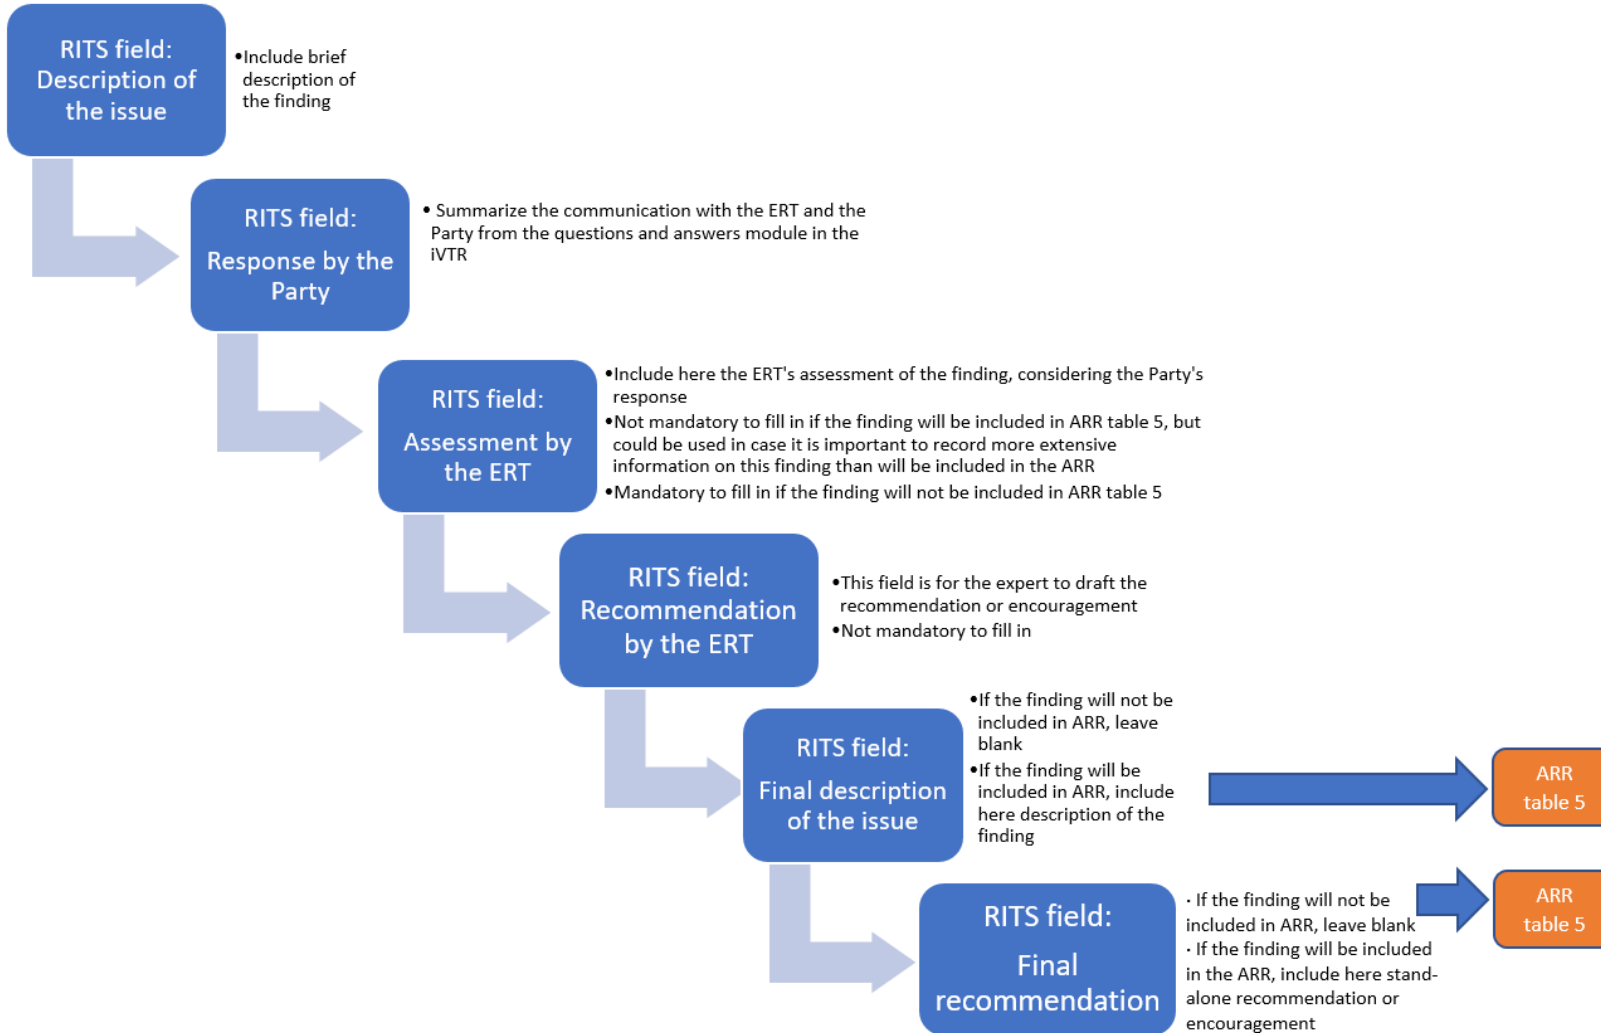 RITS field:
Description of
the issue
•Include brief
description of
the finding
RITS field:
Response by the
Party
• Summarize the communication with the ERT and the
Party from the questions and answers module in the
iVTR
RITS field:
Assessment by
the ERT
•Include here the ERT's assessment of the finding, considering the Party's
response
•Not mandatory to fill in if the finding will be included in ARR table 5, but
could be used in case it is important to record more extensive
information on this finding than will be included in the ARR
•Mandatory to fill in if the finding will not be included in ARR table 5
RITS field:
Recommendation
by the ERT
•This field is for the expert to draft the
recommendation or encouragement
•Not mandatory to fill in
RITS field:
Final description
of the issue
•If the finding will not be
included in ARR, leave
blank
•If the finding will be
included in ARR, include
here description of the
finding
ARR
table 5
RITS field:
Final
recommendation
· If the finding will not be
included in ARR, leave blank
· If the finding will be included
in the ARR, include here stand-
alone recommendation or
encouragement
ARR
table 5